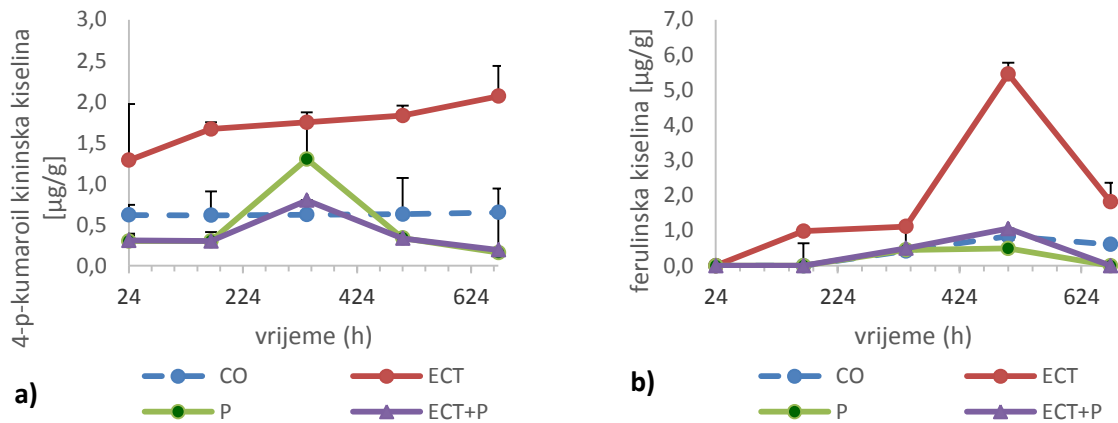 4-p-kumaroil kininska kiselina
[µg/g]
3,0
2,5
2,0
1,5
1,0
0,5
0,0
24 224 424 624
vrijeme (h)
CO ECT
P ECT+P
a)
ferulinska kiselina [µg/g]
7,0
6,0
5,0
4,0
3,0
2,0
1,0
0,0
24 224 424 624
vrijeme (h)
CO ECT
P ECT+P
b)